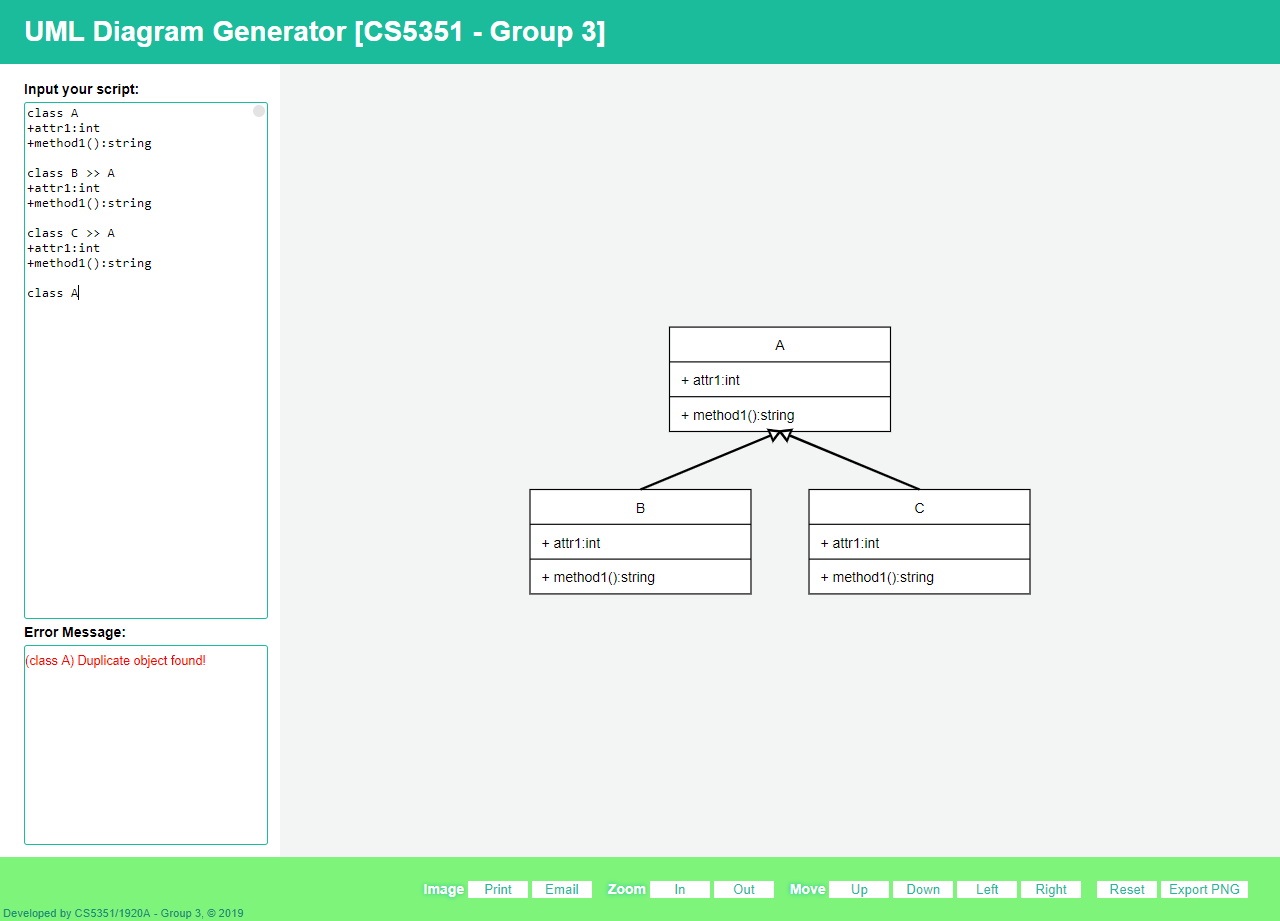 UML Diagram Generator [CS5351 - Group 3]
Input your script:
class A
+attr1:int
+method1():string
class B >> A
+attr1:int
+method1():string
class C >> A
+attr1:int
+method1():string
class A
Error Message:
(class A) Duplicate object found!
A
+ attr1:int
+ method1():string
B
+ attr1:int
+ method1():string
C
+ attr1:int
+ method1():string
Image Print Email Zoom In Out Move Up Down Left Right Reset Export PNG
Developed by CS5351/1920A - Group 3, © 2019